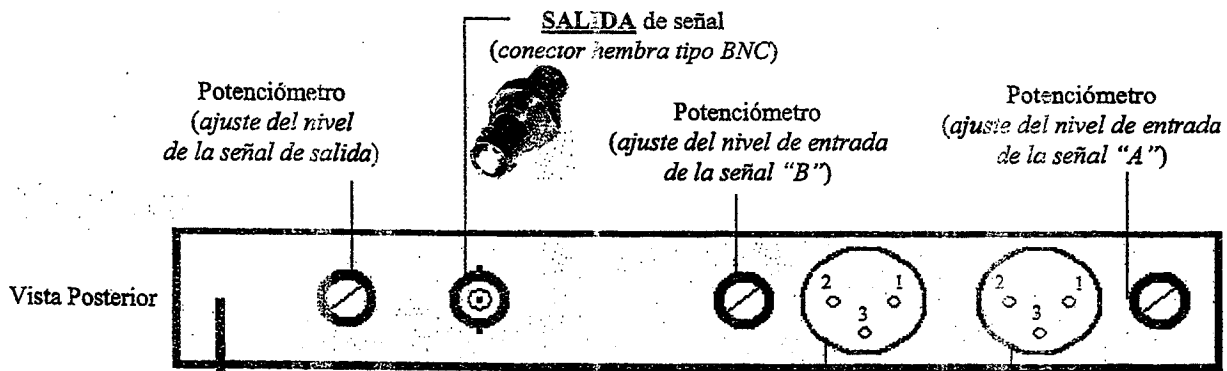 SALIDA de señal
(conector hembra tipo BNC)
Potenciómetro
(ajuste del nivel
de la señal de salida)
Potenciómetro
(ajuste del nivel de entrada
de la señal "B")
Potenciómetro
(ajuste del nivel de entrada
de la señal "A")
Vista Posterior
2 1
3
2 1
3